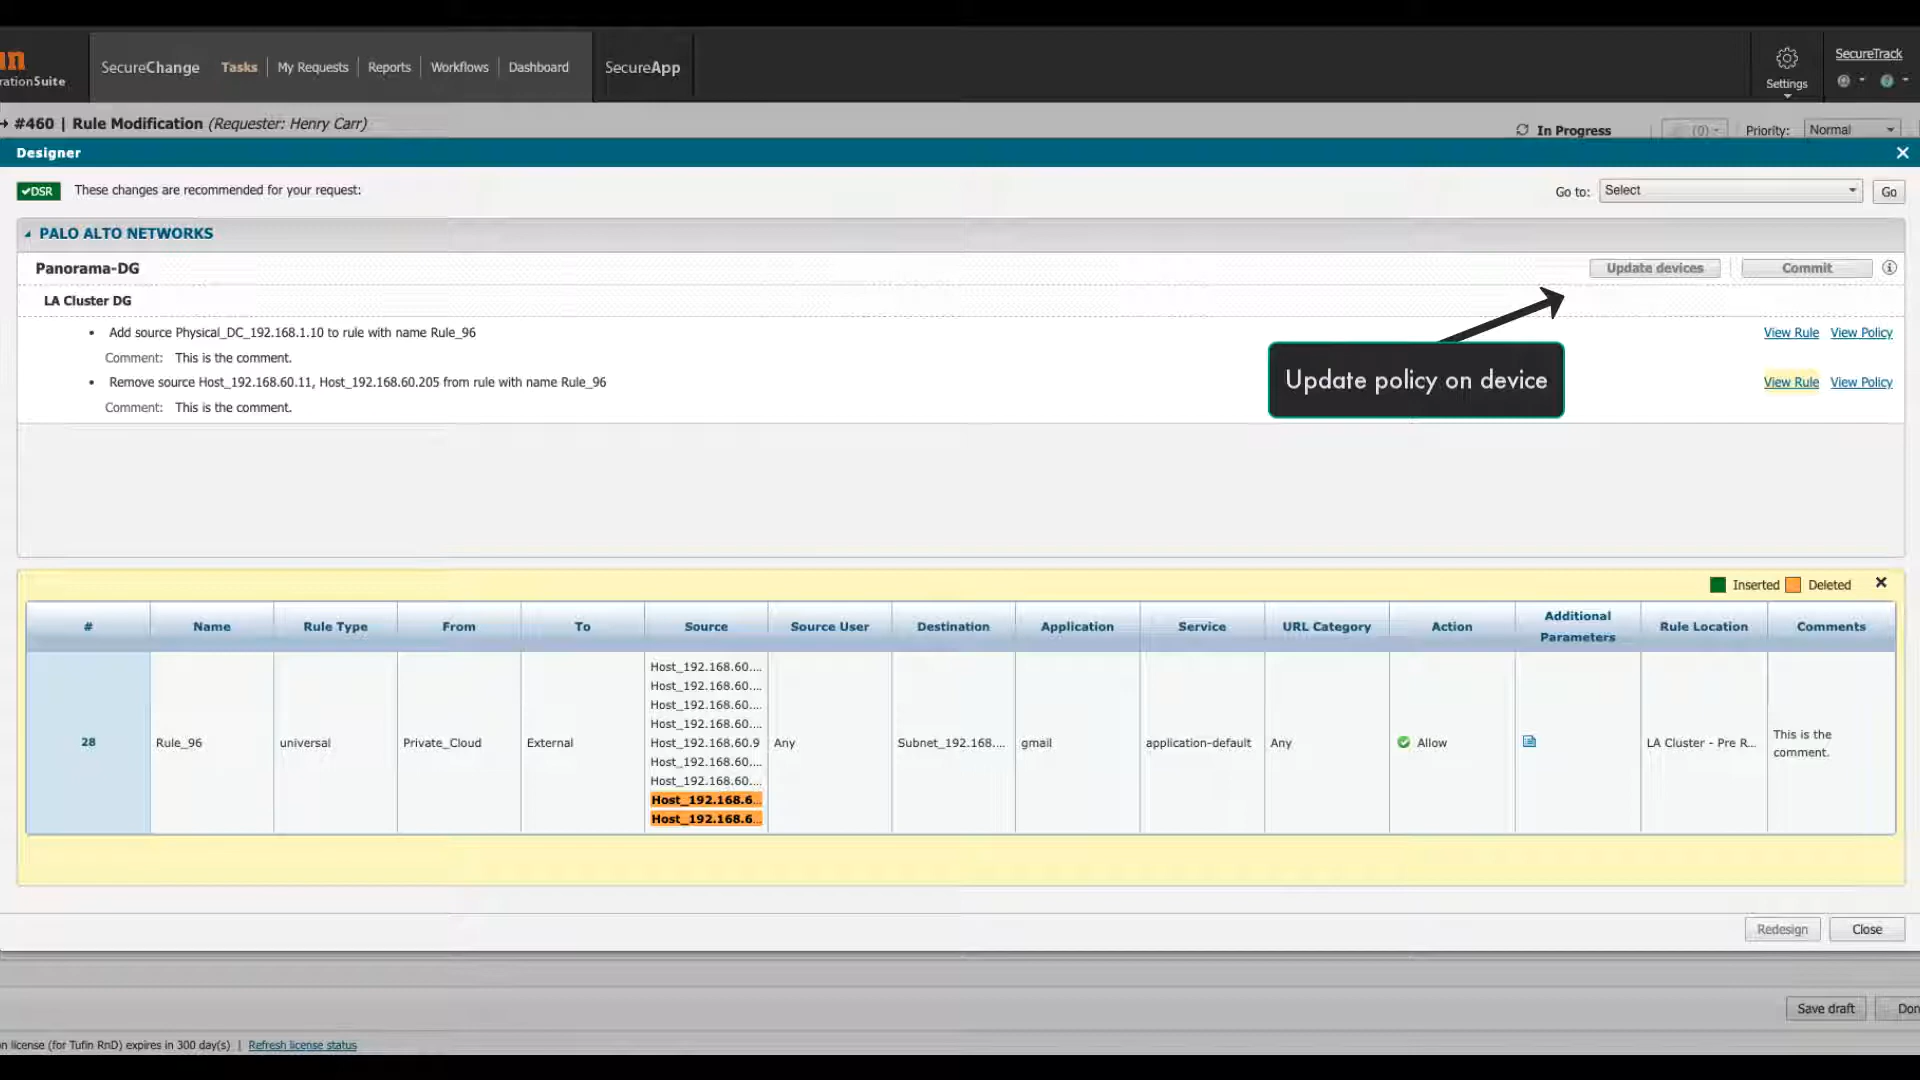 SecureChange Tasks My Requests Reports Workflows Dashboard SecureApp
Settings
SecureTrack
rationSuite
#460 | Rule Modification (Requester: Henry Carr)
In Progress
(0)
Priority: Normal
Designer
DSR These changes are recommended for your request:
Go to: Select Go
PALO ALTO NETWORKS
Panorama-DG
Update devices Commit
LA Cluster DG
• Add source Physical_DC_192.168.1.10 to rule with name Rule_96
View Rule View Policy
Comment: This is the comment.
• Remove source Host_192.168.60.11, Host_192.168.60.205 from rule with name Rule_96
View Rule View Policy
Comment: This is the comment.
Update policy on device
Inserted Deleted
# Name Rule Type From To Source Source User Destination Application Service URL Category Action Additional Parameters Rule Location Comments
Host_192.168.60....
Host_192.168.60....
Host_192.168.60....
Host_192.168.60....
28 Rule_96 universal Private_Cloud External Host_192.168.60.9 Any Subnet_192.168.... gmail application-default Any Allow LA Cluster - Pre R... This is the comment.
Host_192.168.60....
Host_192.168.60....
Host_192.168.6...
Host_192.168.6...
Redesign Close
Save draft Don
n license (for Tufin RnD) expires in 300 day(s) | Refresh license status